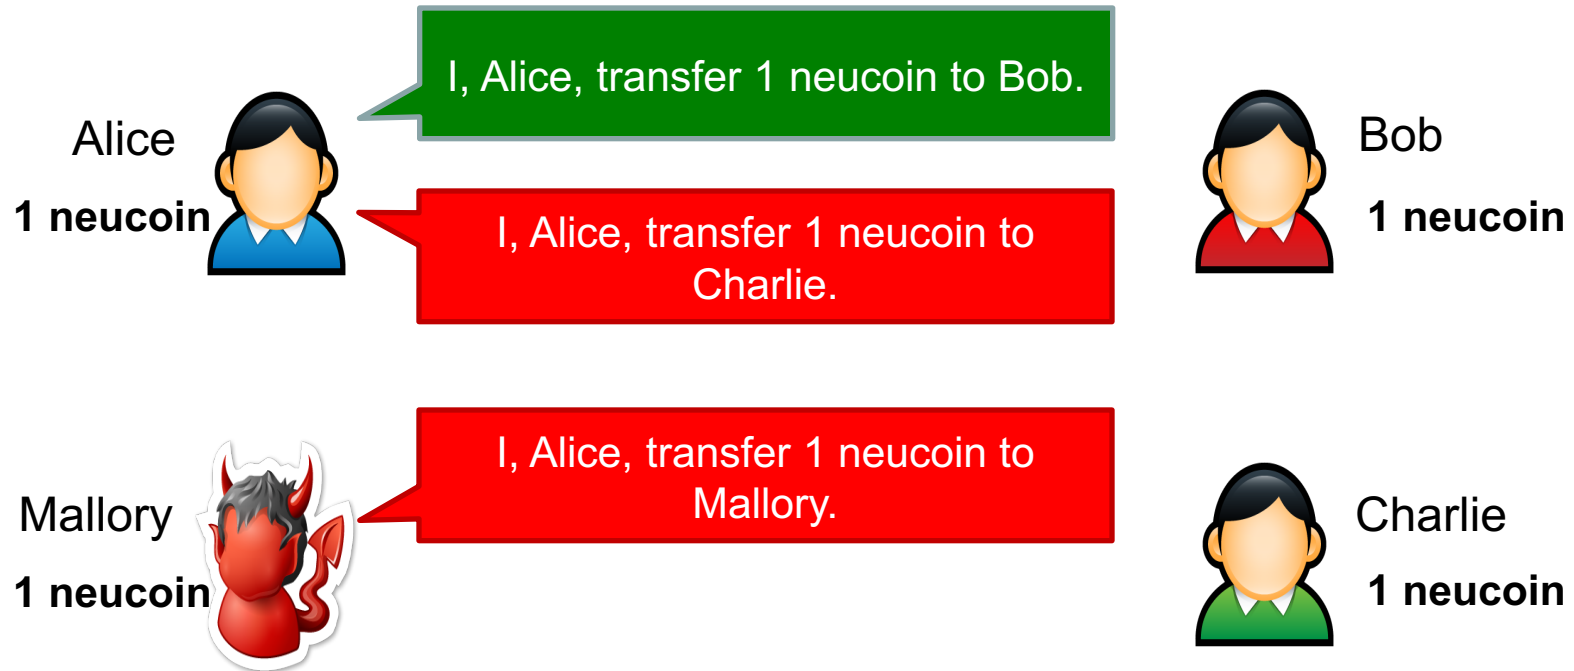 I, Alice, transfer 1 neucoin to Bob.
Alice
1 neucoin
Bob
1 neucoin
I, Alice, transfer 1 neucoin to
Charlie.
I, Alice, transfer 1 neucoin to
Mallory.
Mallory
1 neucoin
Charlie
1 neucoin